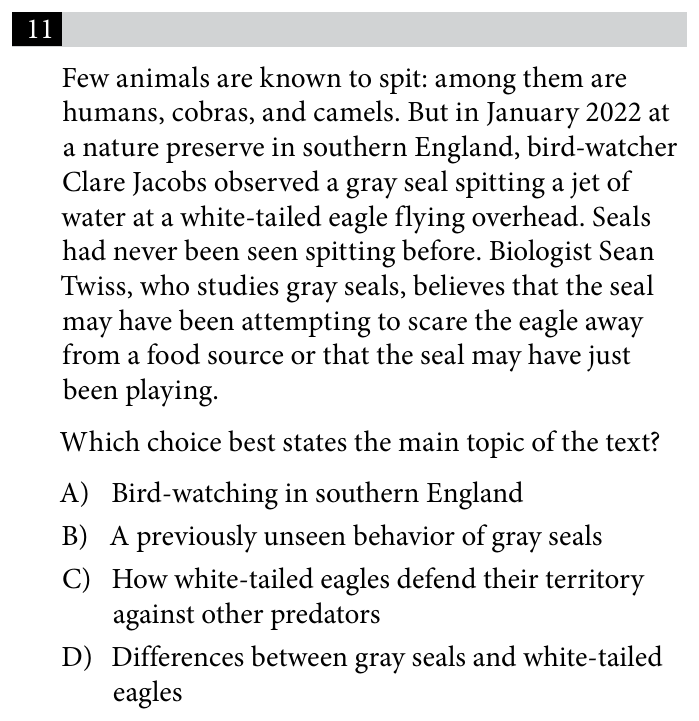 11
Few animals are known to spit: among them are
humans, cobras, and camels. But in January 2022 at
a nature preserve in southern England, bird-watcher
Clare Jacobs observed a gray seal spitting a jet of
water at a white-tailed eagle flying overhead. Seals
had never been seen spitting before. Biologist Sean
Twiss, who studies gray seals, believes that the seal
may have been attempting to scare the eagle away
from a food source or that the seal may have just
been playing.
Which choice best states the main topic of the text?
A) Bird-watching in southern England
B) A previously unseen behavior of gray seals
C) How white-tailed eagles defend their territory
against other predators
D) Differences between gray seals and white-tailed
eagles